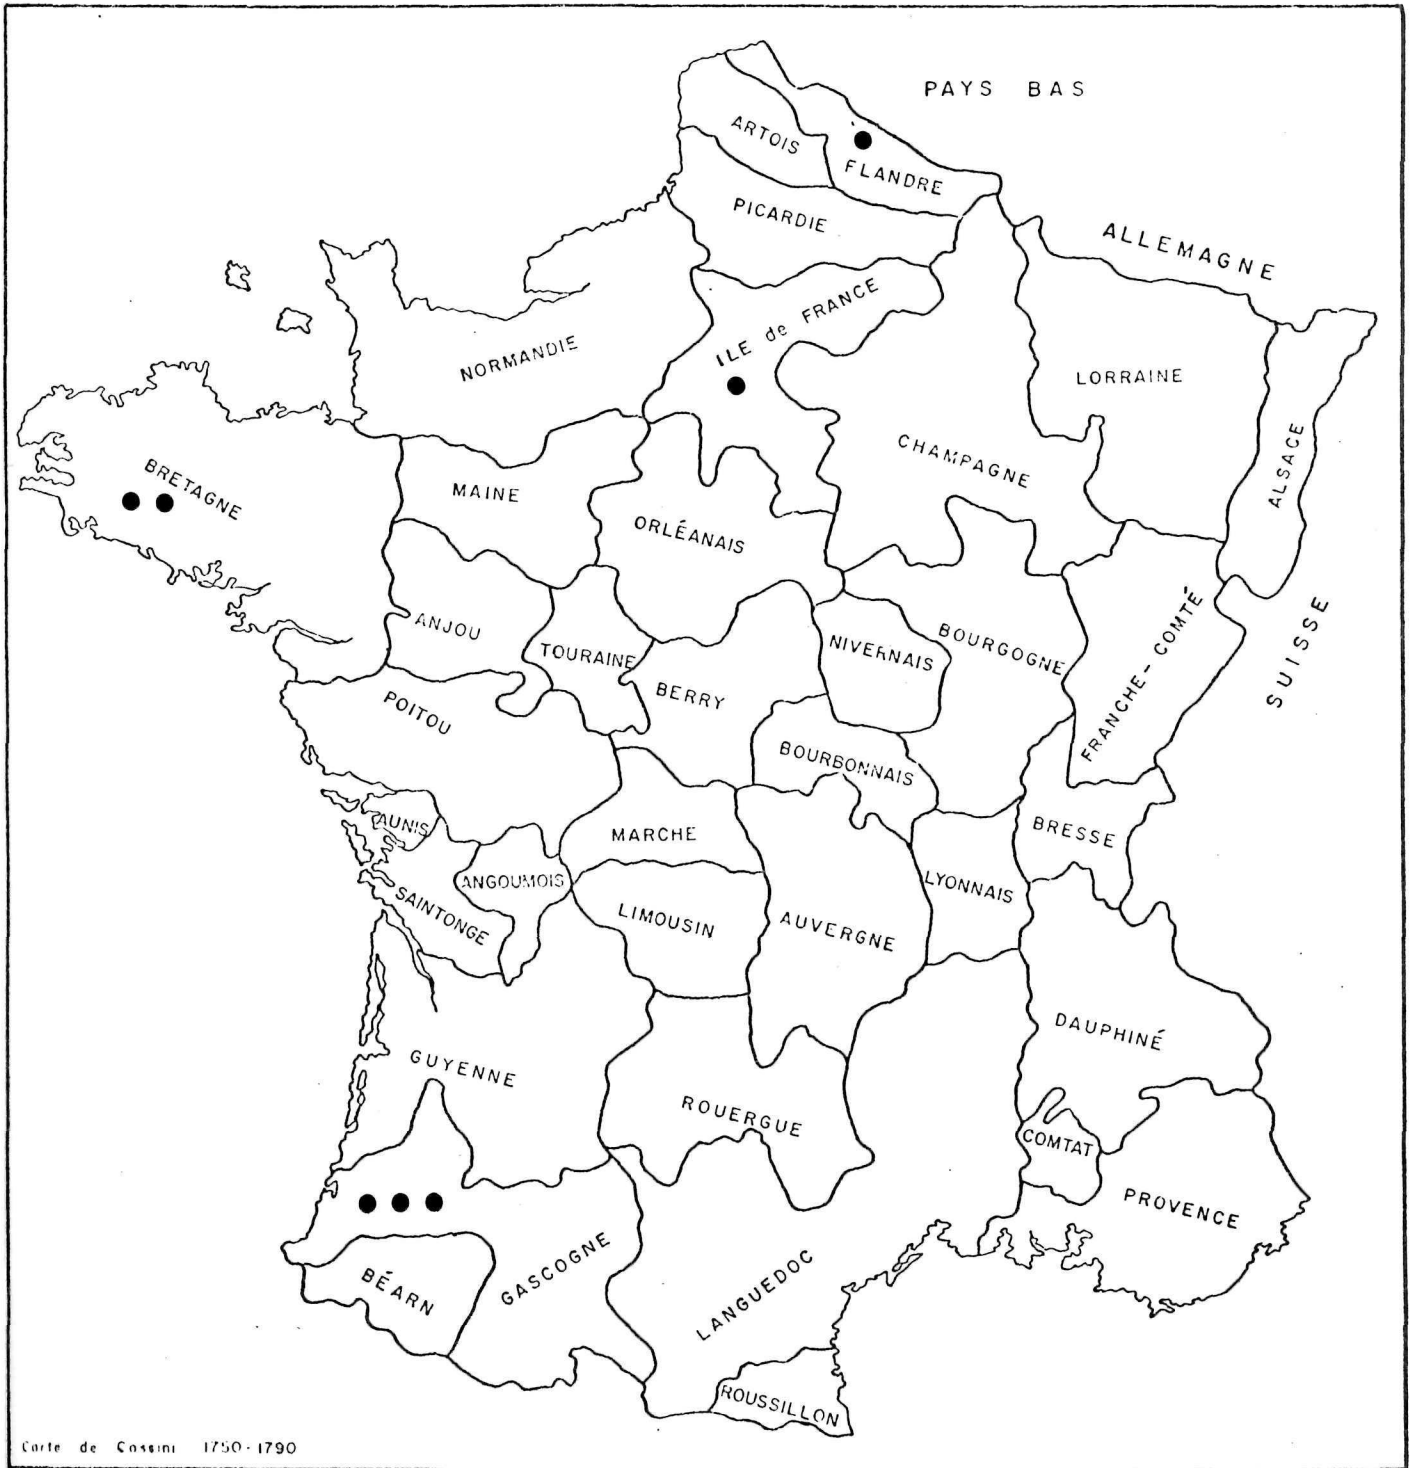 PAYS BAS
ARTOIS
FLANDRE
PICARDIE
ALLEMAGNE
ILE de FRANCE
NORMANDIE
LORRAINE
CHAMPAGNE
ALSACE
BRETAGNE
MAINE
ORLÉANAIS
ANJOU
TOURAINE
NIVERNAIS
BOURGOGNE
FRANCHE-COMTÉ
SUISSE
BERRY
POITOU
BOURBONNAIS
AUNIS
MARCHE
BRESSE
ANGOUMOIS
LYONNAIS
SAINTONGE
LIMOUSIN
AUVERGNE
DAUPHINÉ
GUYENNE
ROUERGUE
COMTAT
PROVENCE
GASCOGNE
BÉARN
LANGUEDOC
ROUSSILLON
Carte de Cassini 1750-1790